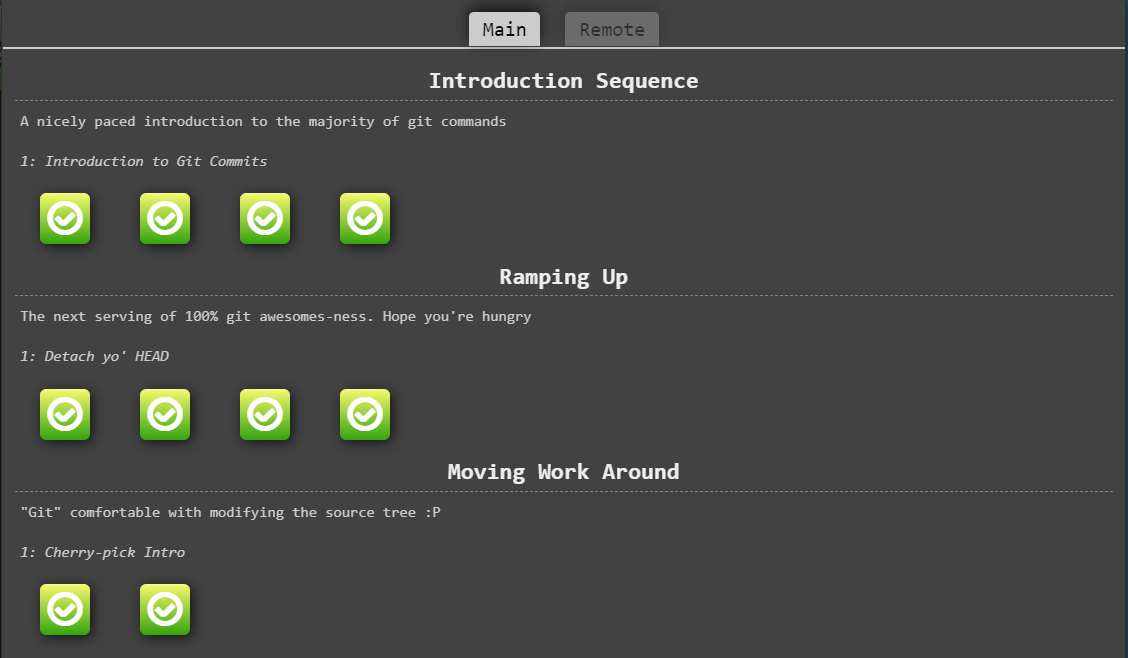 Main
Remote
Introduction Sequence
A nicely paced introduction to the majority of git commands
1: Introduction to Git Commits
Ramping Up
The next serving of 100% git awesomes-ness. Hope you're hungry
1: Detach yo' HEAD
Moving Work Around
"Git" comfortable with modifying the source tree :P
1: Cherry-pick Intro